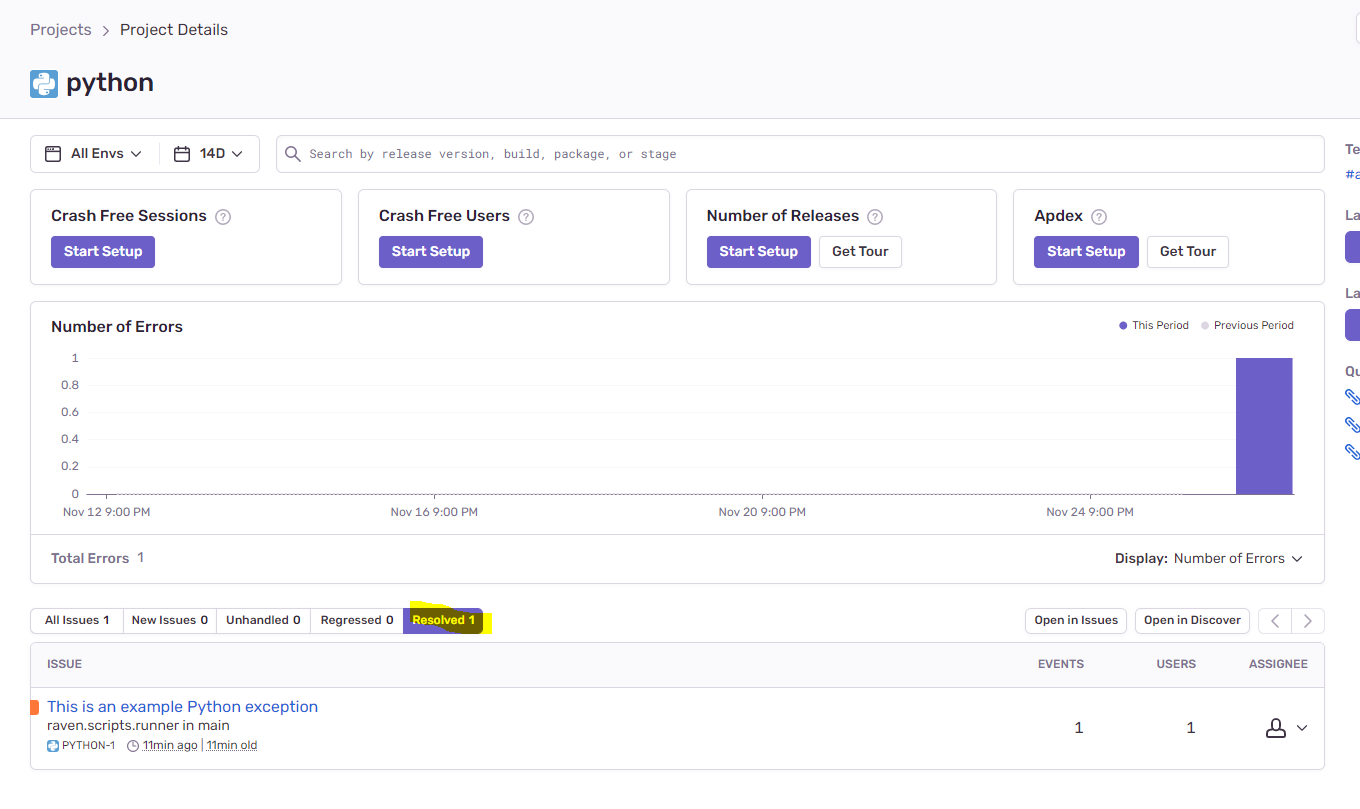 Projects > Project Details
python
All Envs 14D Search by release version, build, package, or stage
Crash Free Sessions ?
Start Setup
Crash Free Users ?
Start Setup
Number of Releases ?
Start Setup Get Tour
Apdex ?
Start Setup Get Tour
Number of Errors
This Period Previous Period
1
0.8
0.6
0.4
0.2
0
Nov 12 9:00 PM Nov 16 9:00 PM Nov 20 9:00 PM Nov 24 9:00 PM
Total Errors 1
Display: Number of Errors
All Issues 1 New Issues 0 Unhandled 0 Regressed 0 Resolved 1
Open in Issues Open in Discover
ISSUE EVENTS USERS ASSIGNEE
This is an example Python exception
raven.scripts.runner in main
PYTHON-1 11min ago | 11min old
1 1
Te
#a
La
La
Qu